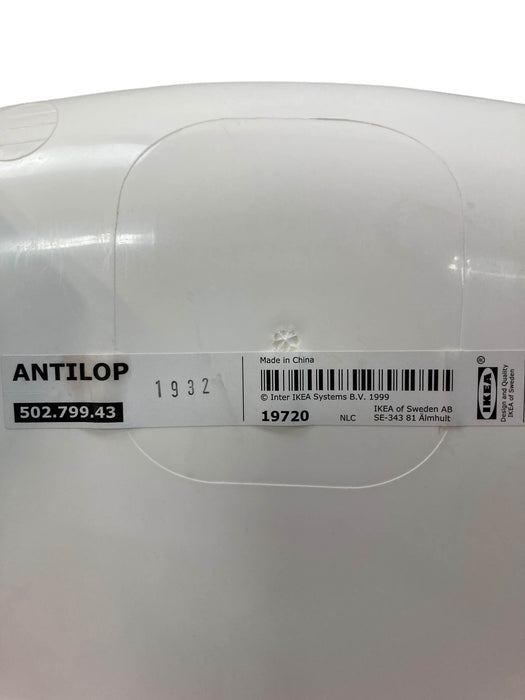 ANTILOP
502.799.43
1932
Made in China
© Inter IKEA Systems B.V. 1999
19720 NLC
IKEA of Sweden AB
SE-343 81 Älmhult
IKEA ®
Design and Quality
IKEA of Sweden